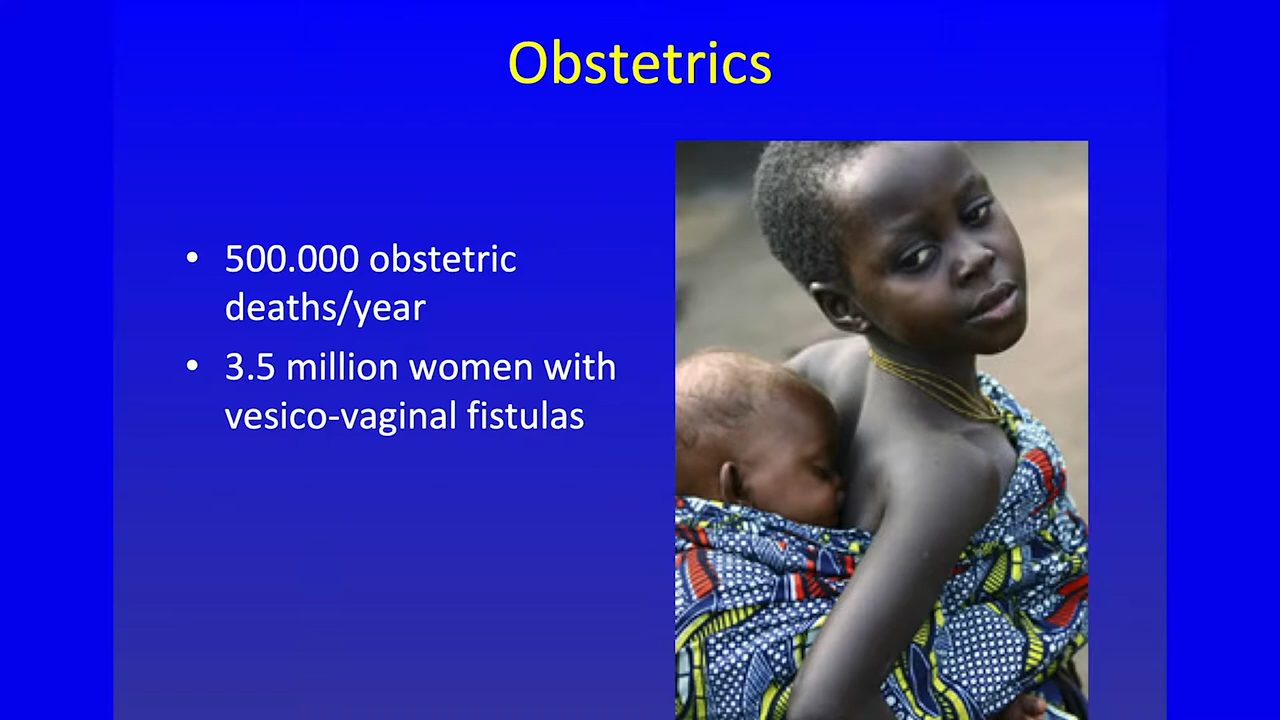 Obstetrics
• 500.000 obstetric
deaths/year
• 3.5 million women with
vesico-vaginal fistulas